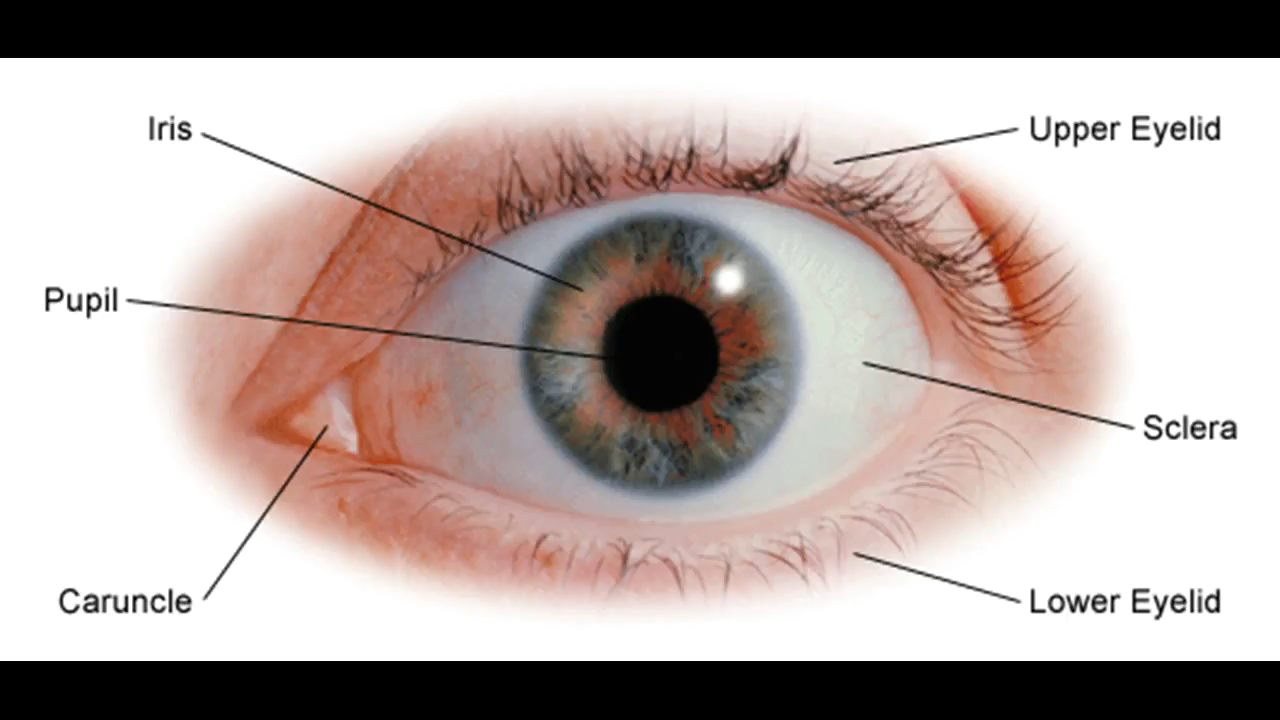 Iris
Upper Eyelid
Pupil
Sclera
Caruncle
Lower Eyelid